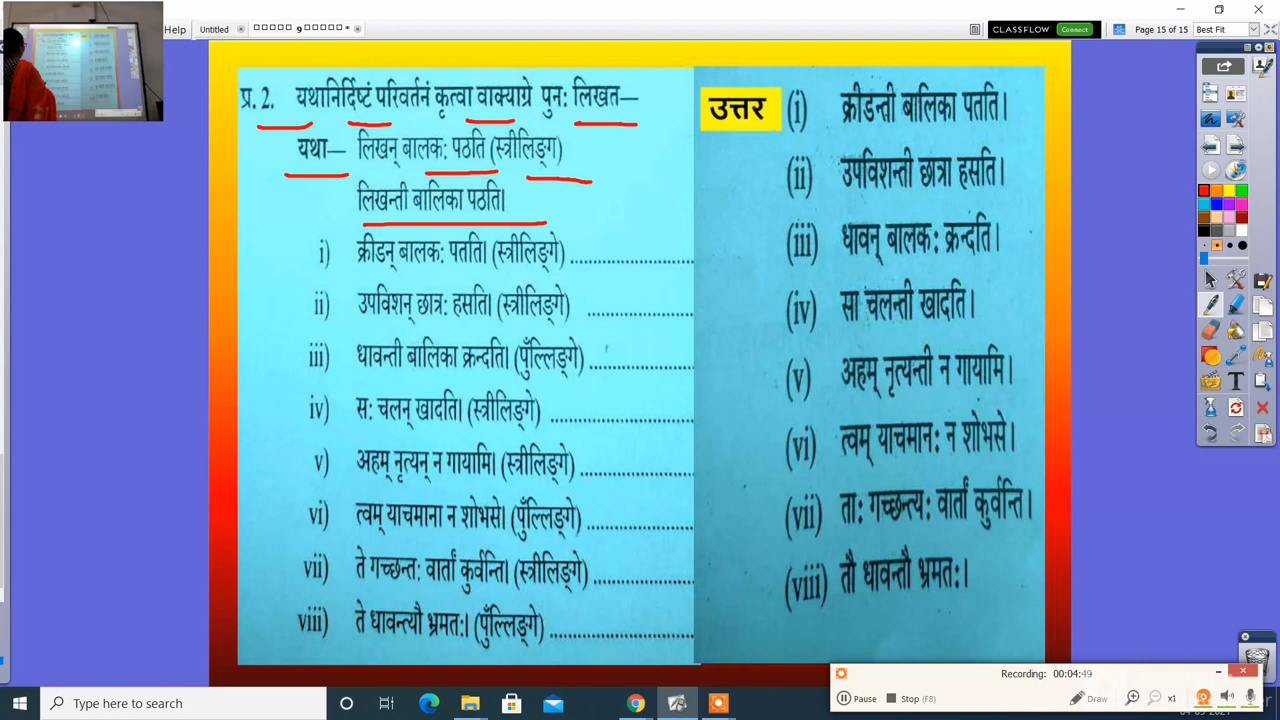 Help
Untitled
9
CLASSFLOW Connect
Page 15 of 15
Best Fit
प्र. 2. यथानिर्दिष्टं परिवर्तनं कृत्वा वाक्याग्रे पुन: लिखत—
यथा— लिखन् बालक: पठति (स्त्रीलिङ्ग)
लिखन्ती बालिका पठति।
i) क्रीडन् बालक: पतति। (स्त्रीलिङ्गे) ..................
ii) उपविशन् छात्र: हसति। (स्त्रीलिङ्गे) ..................
iii) धावन्ती बालिका क्रन्दति। (पुँल्लिङ्गे) ..................
iv) स: चलन् खादति। (स्त्रीलिङ्गे) ..................
v) अहम् नृत्यन् न गायामि। (स्त्रीलिङ्गे) ..................
vi) त्वम् याचमाना न शोभसे। (पुँल्लिङ्गे) ..................
vii) ते गच्छन्त: वार्तां कुर्वन्ति। (स्त्रीलिङ्गे) ..................
viii) ते धावन्त्यौ भ्रमत:। (पुँल्लिङ्गे) ..................
उत्तर (i) क्रीडन्ती बालिका पतति।
(ii) उपविशन्ती छात्रा हसति।
(iii) धावन् बालक: क्रन्दति।
(iv) सा चलन्ती खादति।
(v) अहम् नृत्यन्ती न गायामि।
(vi) त्वम् याचमान: न शोभसे।
(vii) ता: गच्छन्त्य: वार्तां कुर्वन्ति।
(viii) तौ धावन्तौ भ्रमत:।
Recording: 00:04:49
Pause Stop (F8) Draw x1
Type here to search